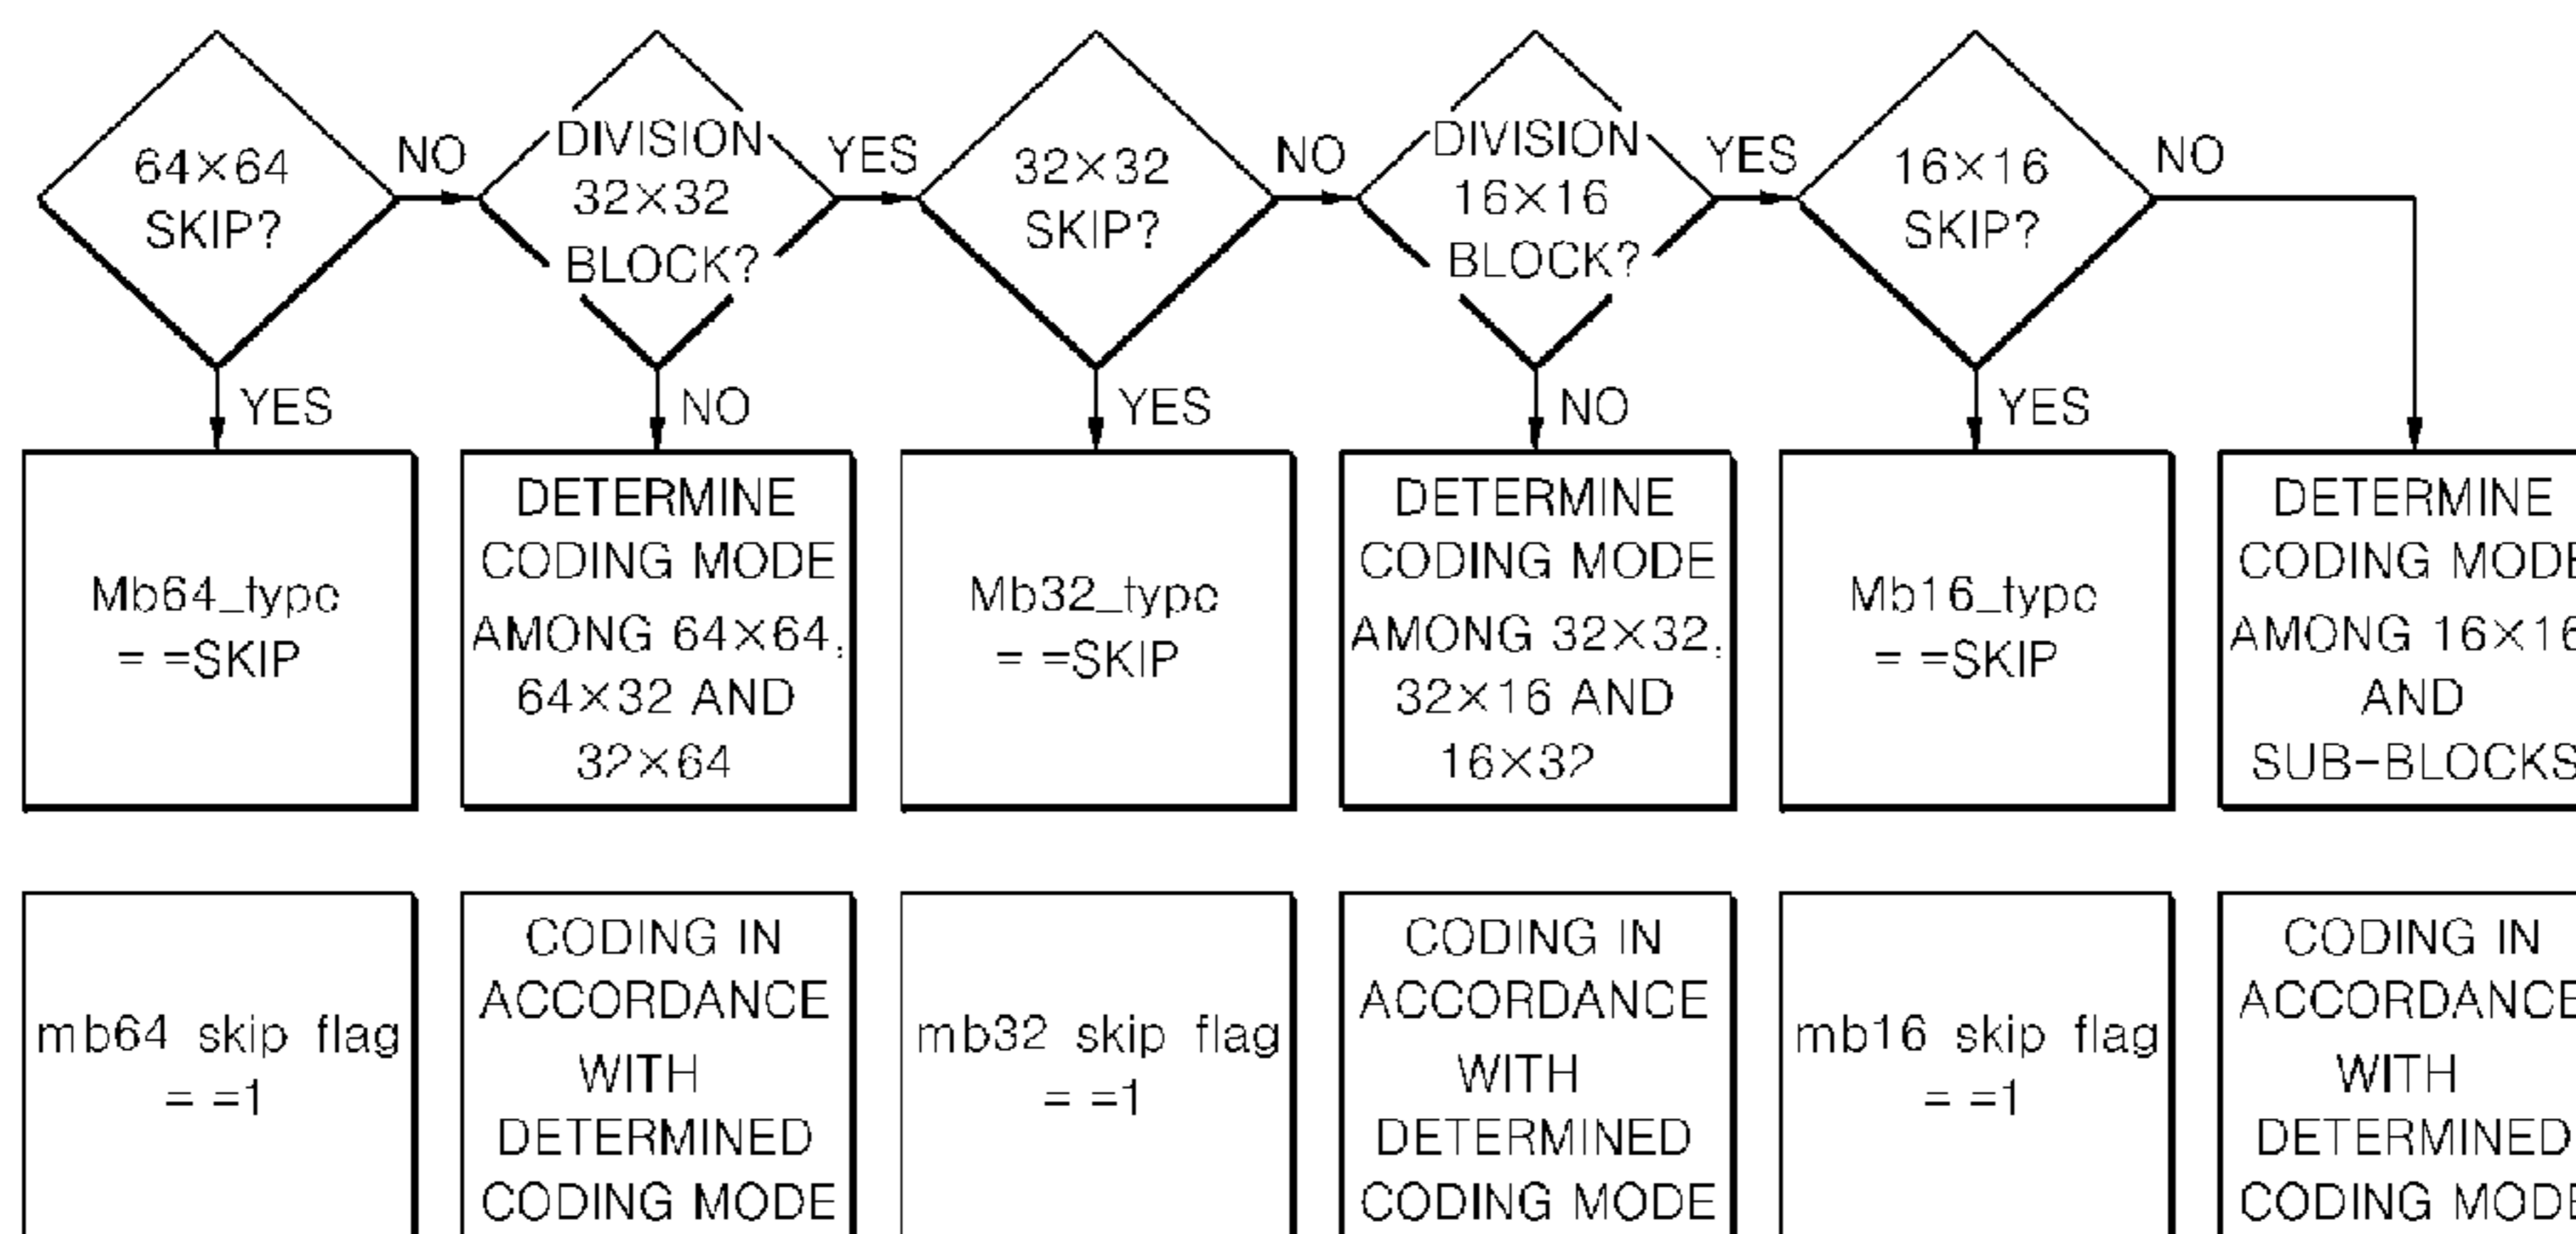 64×64
SKIP?
NO
DIVISION
32×32
BLOCK?
YES
32×32
SKIP?
NO
DIVISION
16×16
BLOCK?
YES
16×16
SKIP?
NO
YES
NO
YES
NO
YES
Mb64_type
= =SKIP
DETERMINE
CODING MODE
AMONG 64×64,
64×32 AND
32×64
Mb32_type
= =SKIP
DETERMINE
CODING MODE
AMONG 32×32,
32×16 AND
16×32
Mb16_type
= =SKIP
DETERMINE
CODING MODE
AMONG 16×16
AND
SUB-BLOCKS
mb64 skip flag
= =1
CODING IN
ACCORDANCE
WITH
DETERMINED
CODING MODE
mb32 skip flag
= =1
CODING IN
ACCORDANCE
WITH
DETERMINED
CODING MODE
mb16 skip flag
= =1
CODING IN
ACCORDANCE
WITH
DETERMINED
CODING MODE